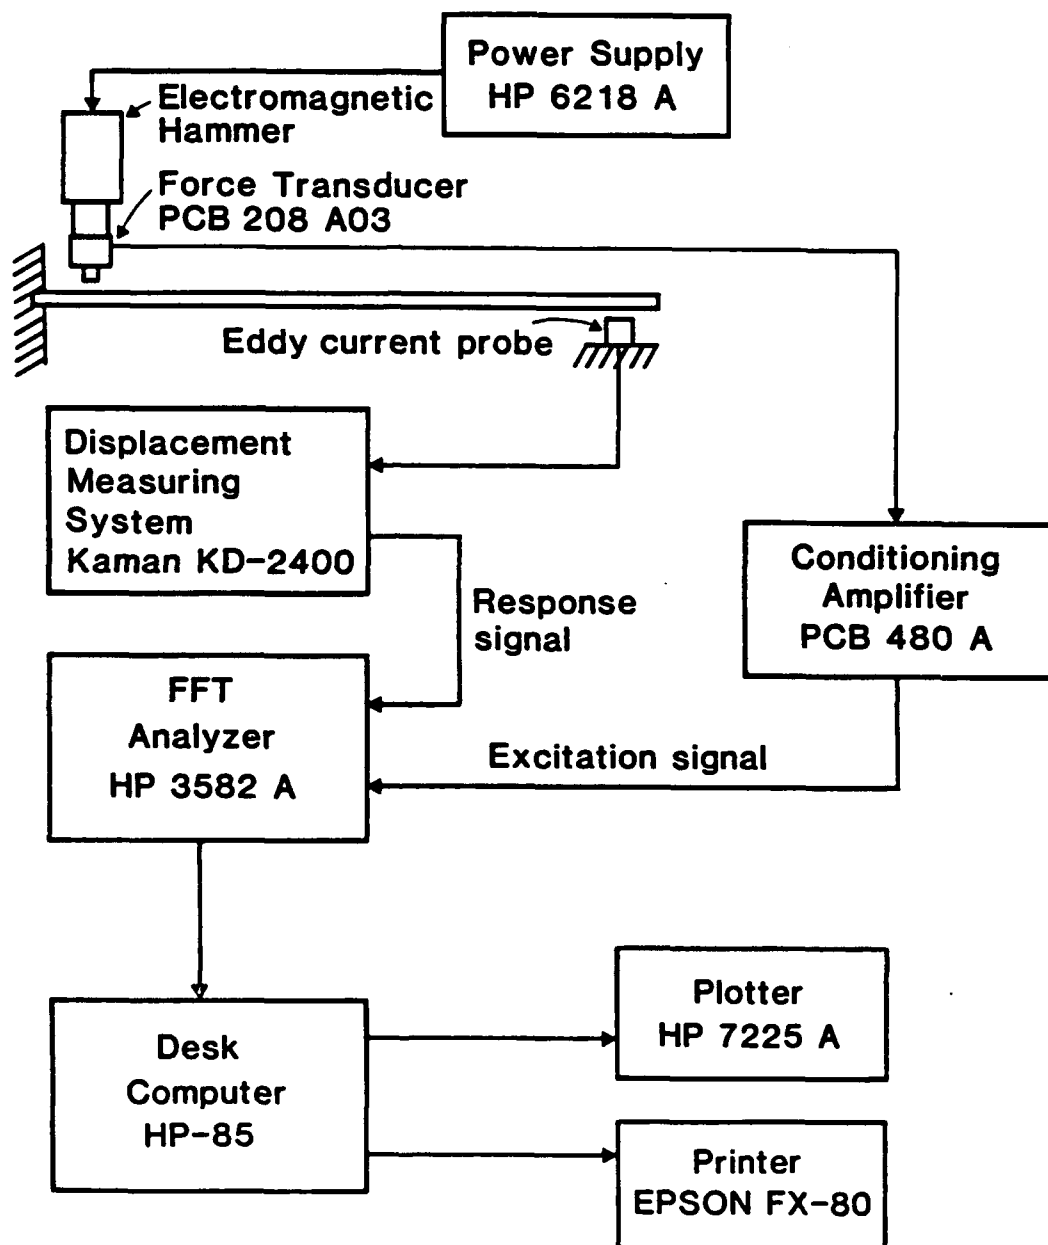 Power Supply
HP 6218 A
Electromagnetic
Hammer
Force Transducer
PCB 208 A03
Eddy current probe
Displacement
Measuring
System
Kaman KD-2400
Response
signal
Conditioning
Amplifier
PCB 480 A
FFT
Analyzer
HP 3582 A
Excitation signal
Desk
Computer
HP-85
Plotter
HP 7225 A
Printer
EPSON FX-80